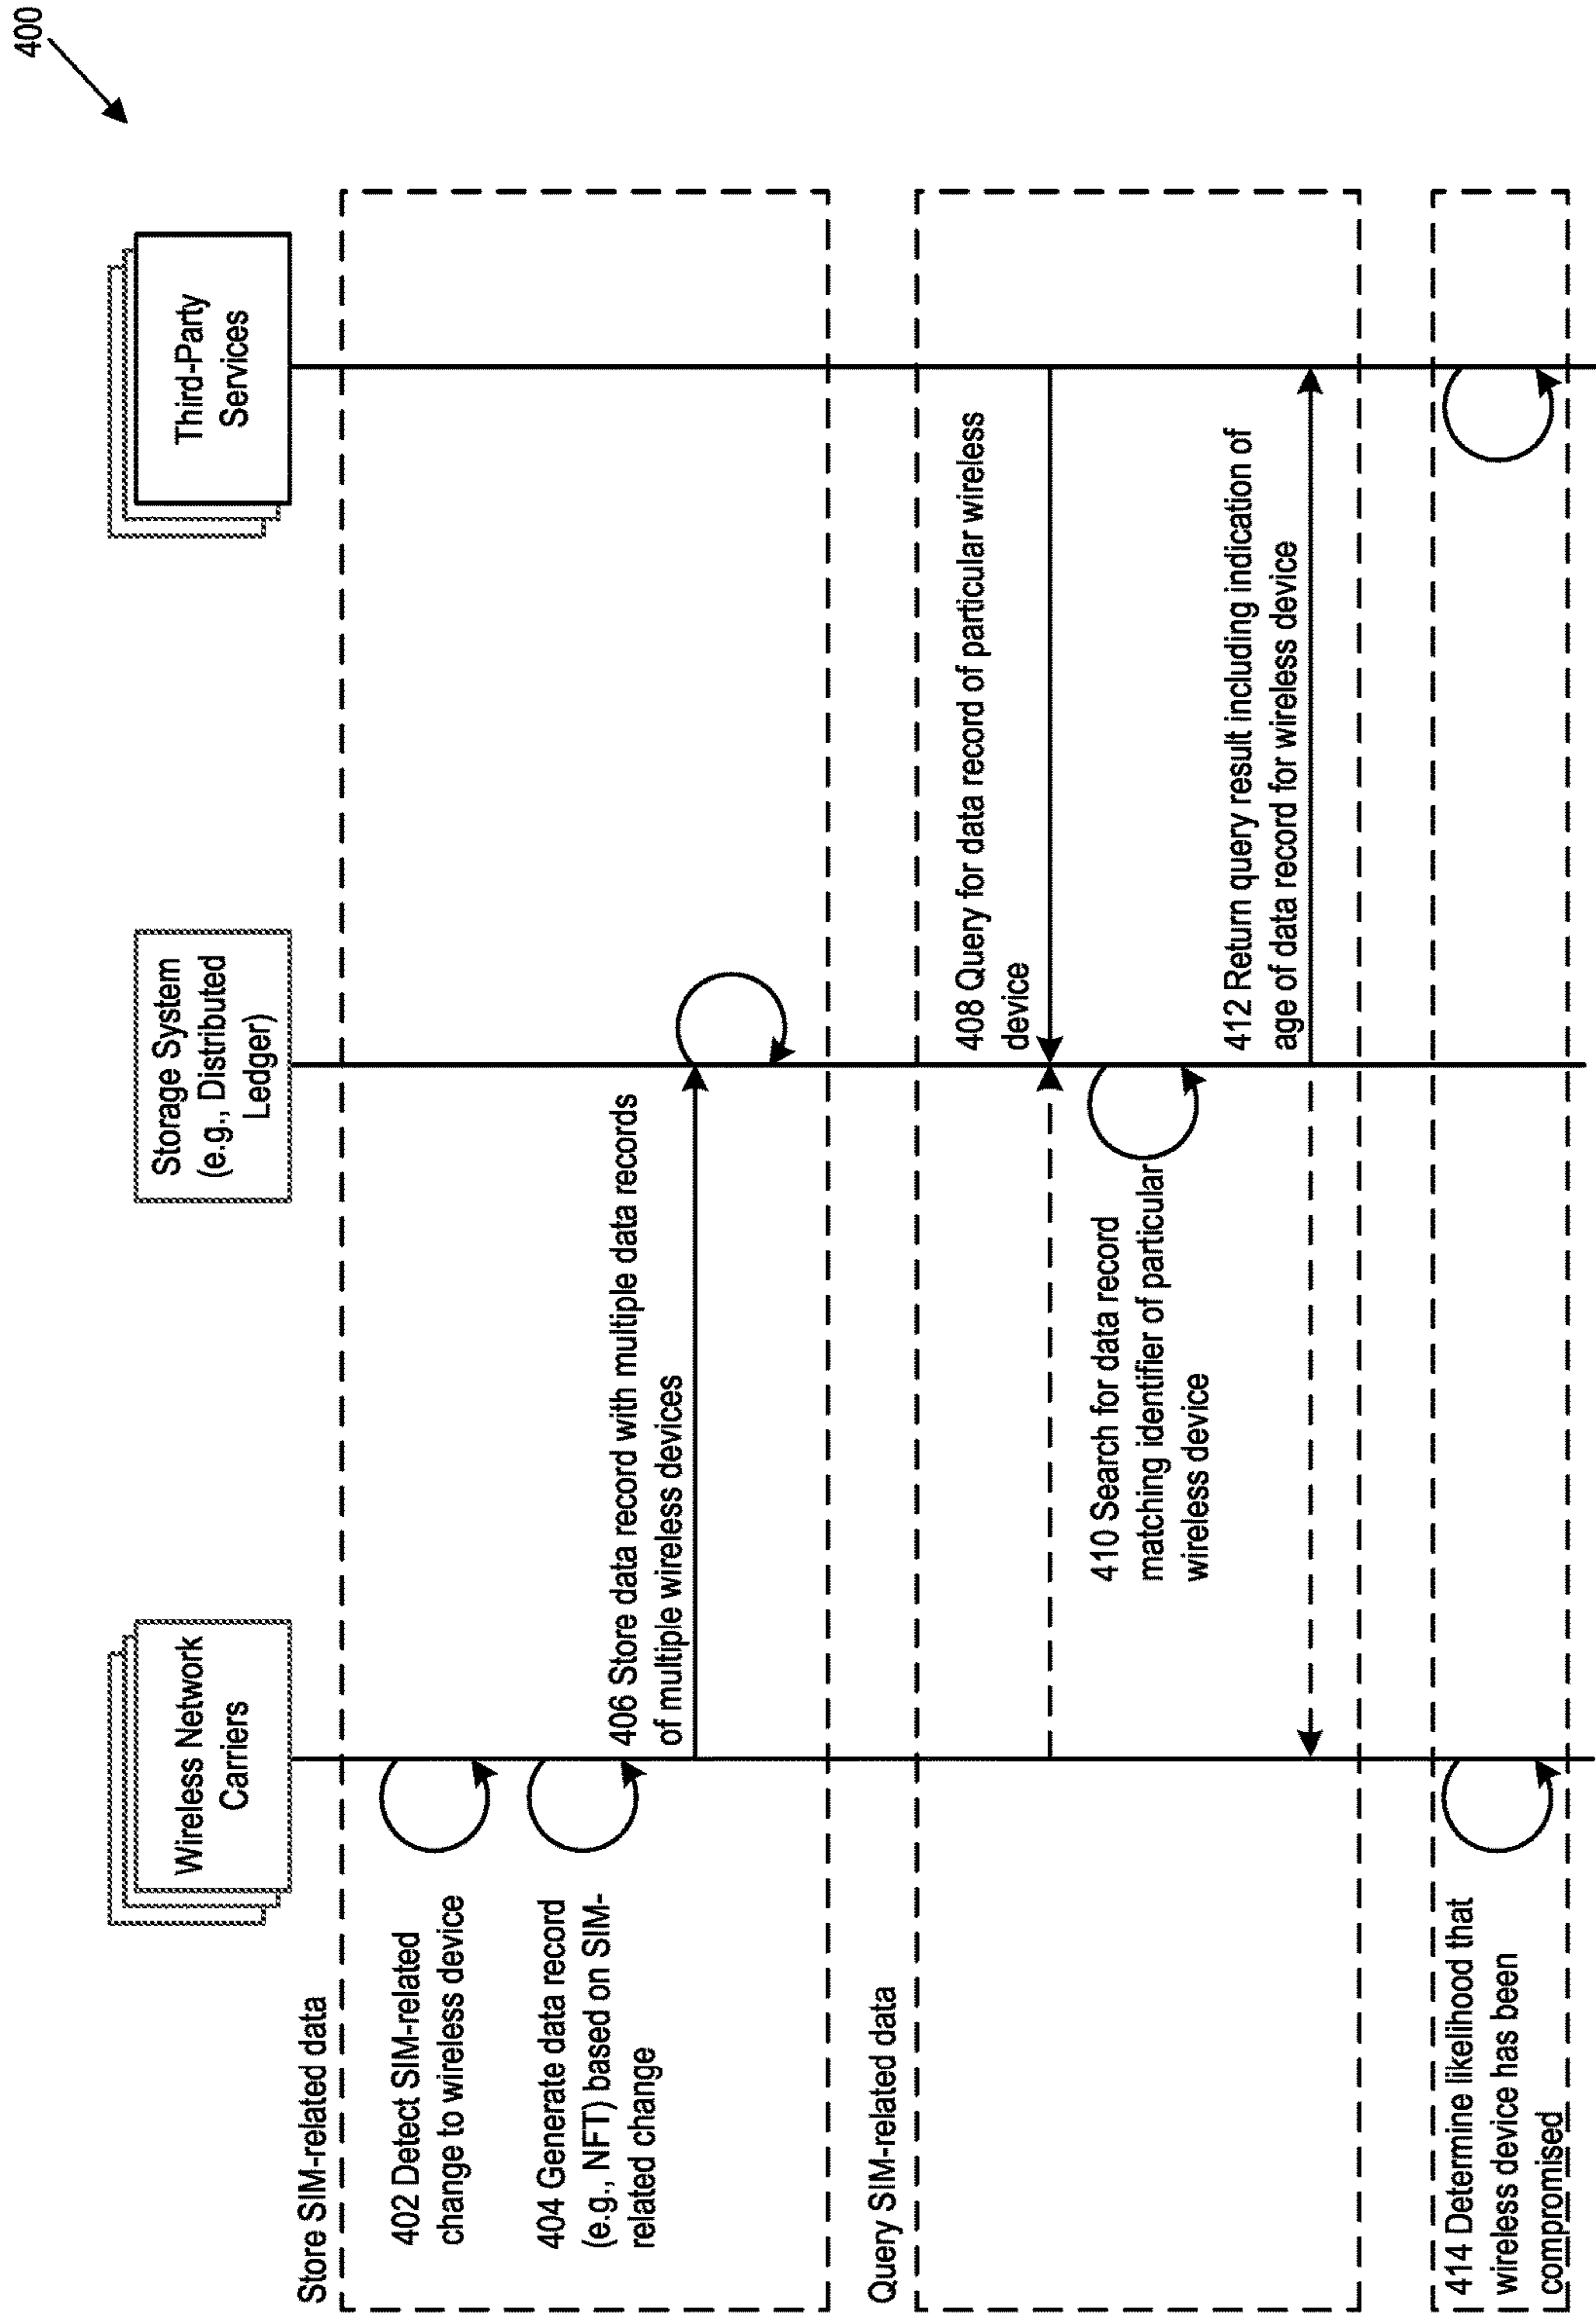 400
Wireless Network
Carriers
Storage System
(e.g., Distributed
Ledger)
Third-Party
Services
Store SIM-related data
402 Detect SIM-related
change to wireless device
404 Generate data record
(e.g., NFT) based on SIM-
related change
406 Store data record with multiple data records
of multiple wireless devices
Query SIM-related data
408 Query for data record of particular wireless
device
410 Search for data record
matching identifier of particular
wireless device
412 Return query result including indication of
age of data record for wireless device
414 Determine likelihood that
wireless device has been
compromised